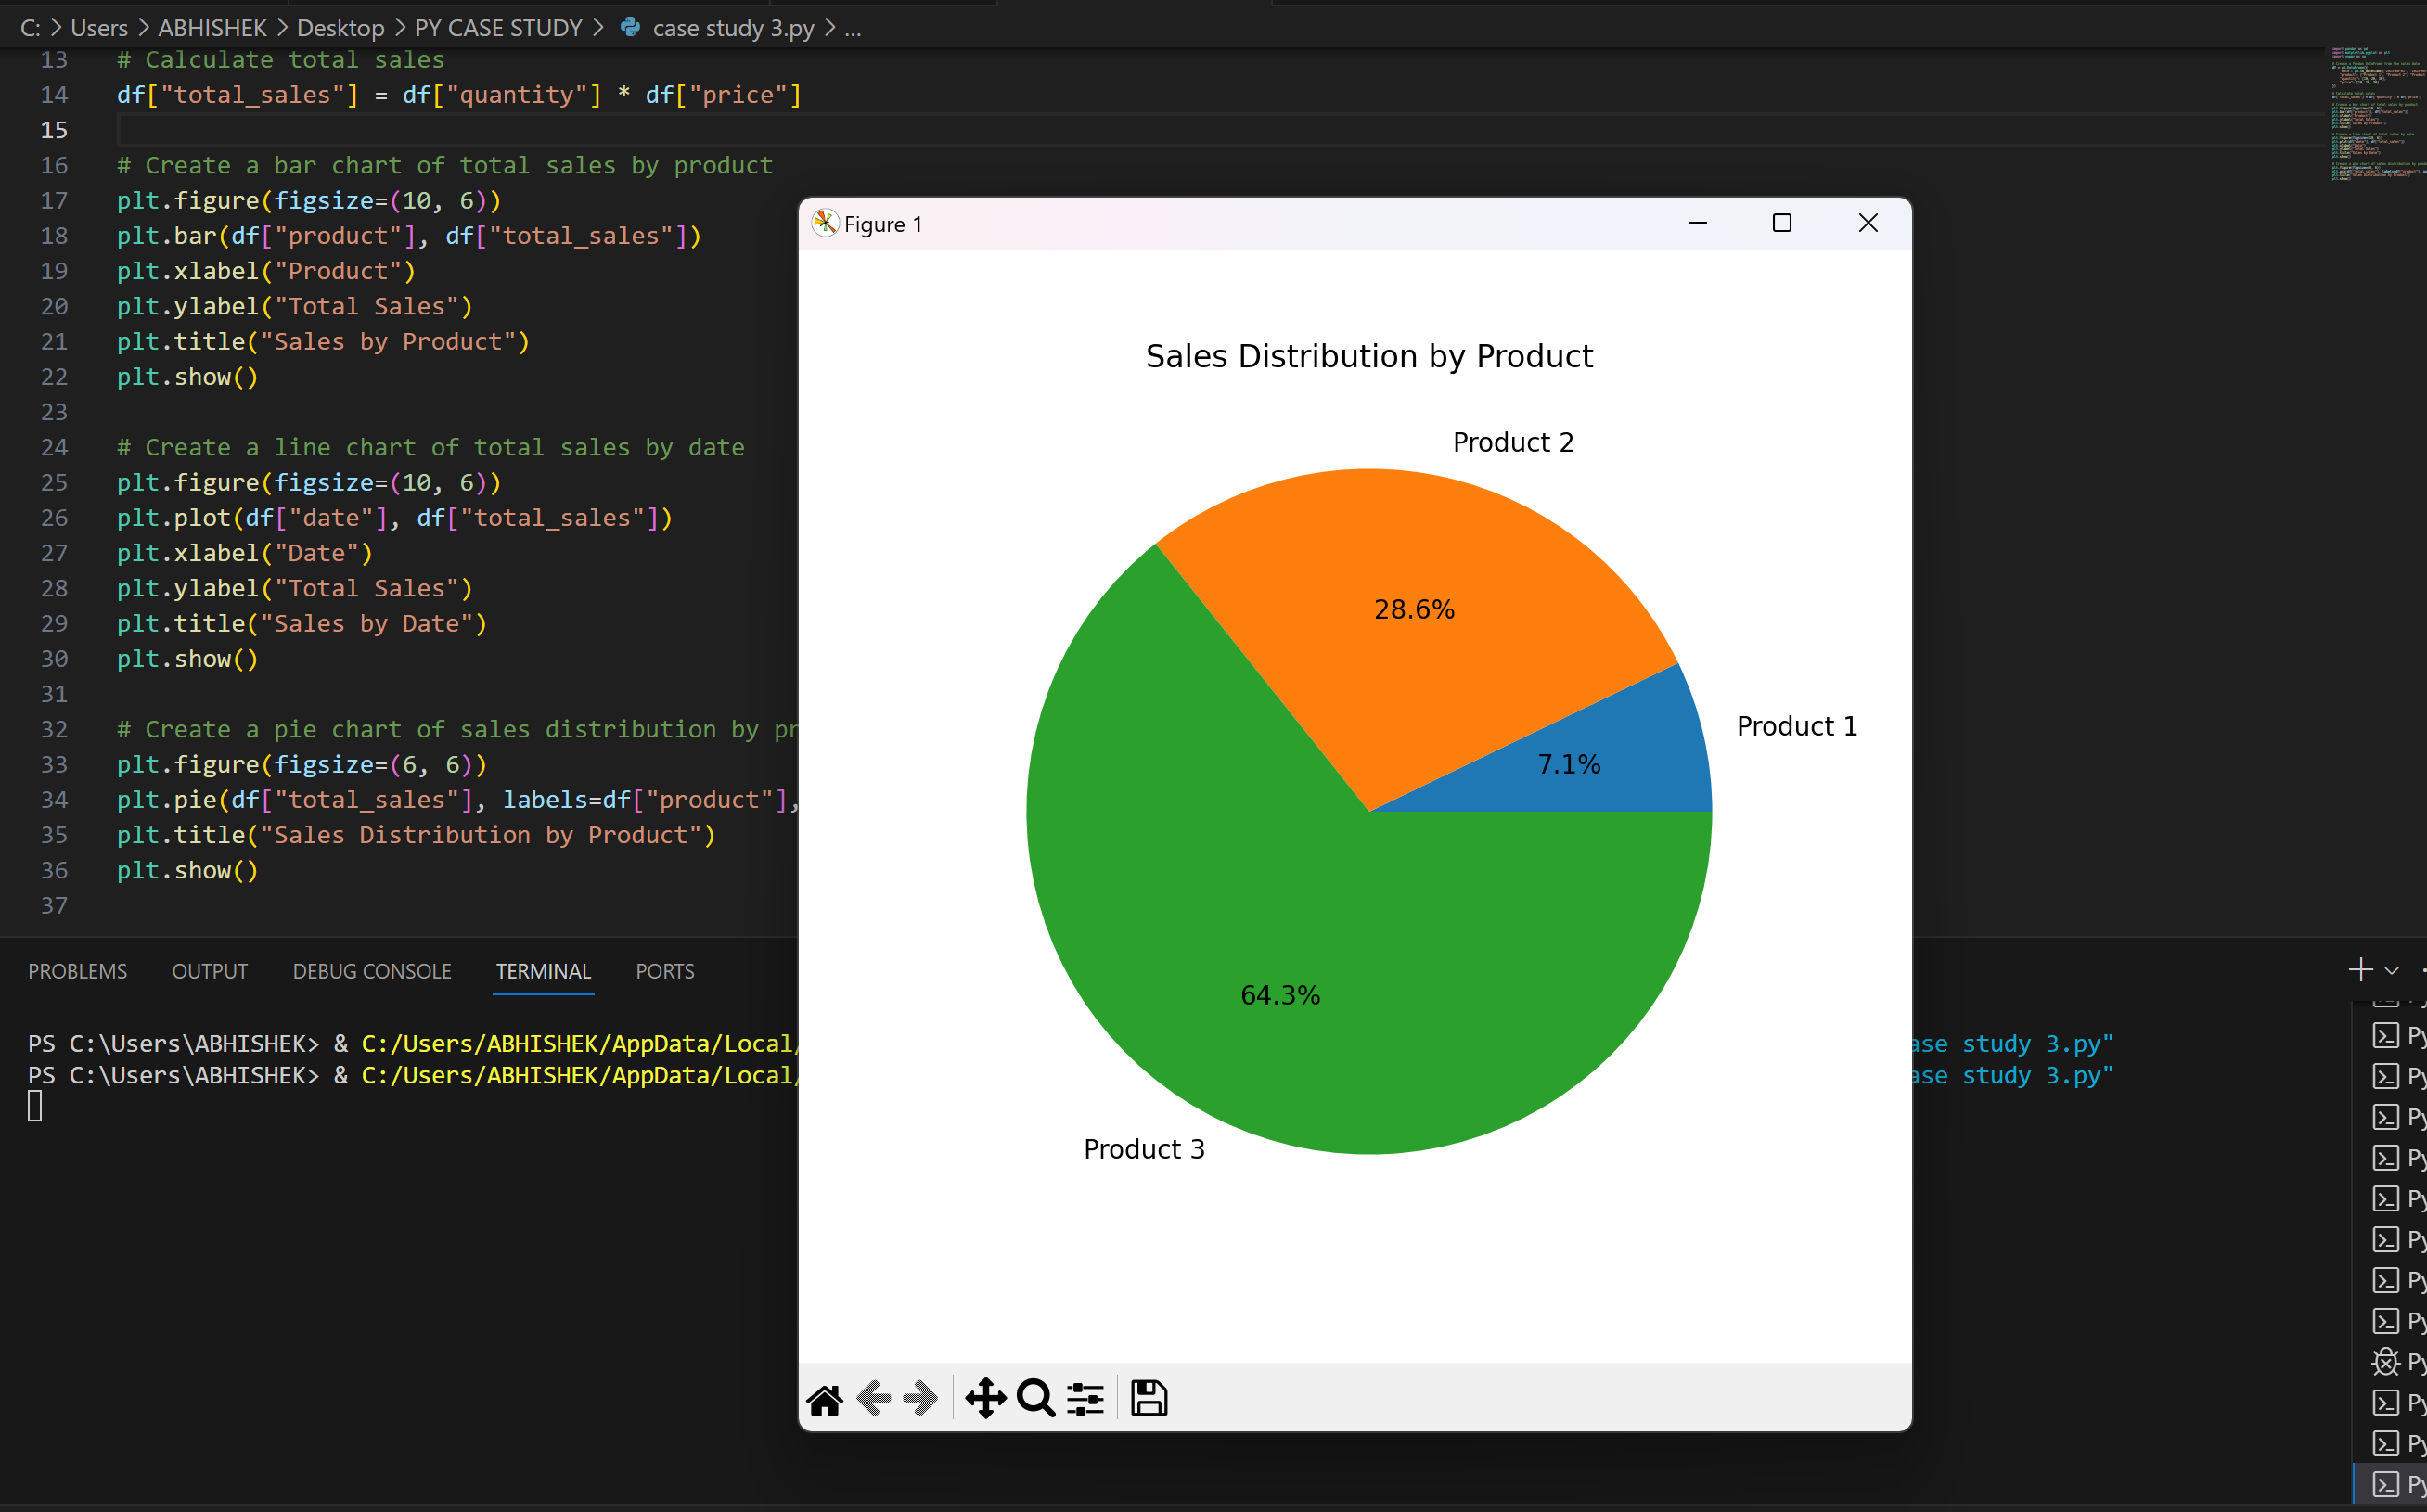 C: > Users > ABHISHEK > Desktop > PY CASE STUDY > case study 3.py > ...
13 # Calculate total sales
14 df["total_sales"] = df["quantity"] * df["price"]
15
16 # Create a bar chart of total sales by product
17 plt.figure(figsize=(10, 6))
18 plt.bar(df["product"], df["total_sales"])
19 plt.xlabel("Product")
20 plt.ylabel("Total Sales")
21 plt.title("Sales by Product")
22 plt.show()
23
24 # Create a line chart of total sales by date
25 plt.figure(figsize=(10, 6))
26 plt.plot(df["date"], df["total_sales"])
27 plt.xlabel("Date")
28 plt.ylabel("Total Sales")
29 plt.title("Sales by Date")
30 plt.show()
31
32 # Create a pie chart of sales distribution by pr
33 plt.figure(figsize=(6, 6))
34 plt.pie(df["total_sales"], labels=df["product"],
35 plt.title("Sales Distribution by Product")
36 plt.show()
37
Figure 1
Sales Distribution by Product
Product 2
28.6%
Product 1
7.1%
64.3%
Product 3
PROBLEMS OUTPUT DEBUG CONSOLE TERMINAL PORTS
PS C:\Users\ABHISHEK> & C:/Users/ABHISHEK/AppData/Local/ ase study 3.py"
PS C:\Users\ABHISHEK> & C:/Users/ABHISHEK/AppData/Local/ ase study 3.py"
Py
Py
Py
Py
Py
Py
Py
Py
Py
Py
Py
Py